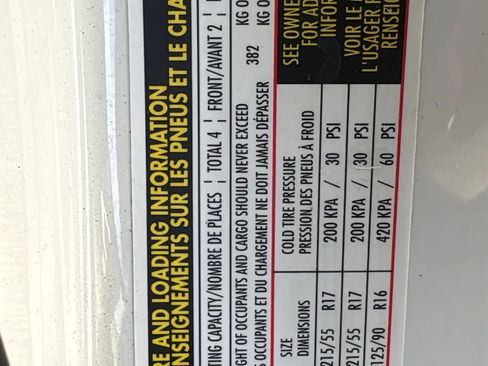 RE AND LOADING INFORMATION
NSEIGNEMENTS SUR LES PNEUS ET LE CHA
TING CAPACITY/NOMBRE DE PLACES | TOTAL 4 | FRONT/AVANT 2 |
GHT OF OCCUPANTS AND CARGO SHOULD NEVER EXCEED 382 KG O
S OCCUPANTS ET DU CHARGEMENT NE DOIT JAMAIS DÉPASSER KG O
SIZE COLD TIRE PRESSURE
DIMENSIONS PRESSION.DES PNEUS À FROID
215/55 R17 200 KPA / 30 PSI
215/55 R17 200 KPA / 30 PSI
125/90 R16 420 KPA / 60 PSI
SEE OWNE
FOR AD
INFOR
VOIR LE
L'USAGER P
RENSEIG